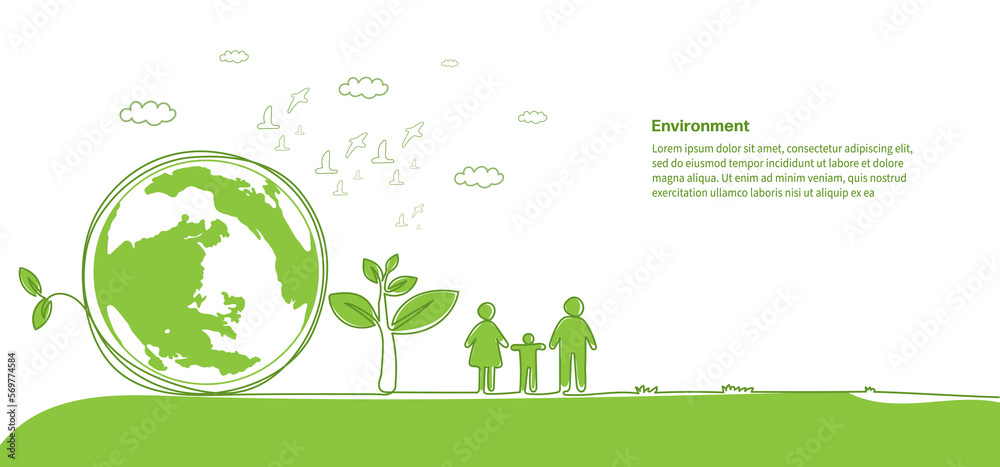 Environment
Lorem ipsum dolor sit amet, consectetur adipiscing elit,
sed do eiusmod tempor incididunt ut labore et dolore
magna aliqua. Ut enim ad minim veniam, quis nostrud
exercitation ullamco laboris nisi ut aliquip ex ea
Adobe Stock | #569774584